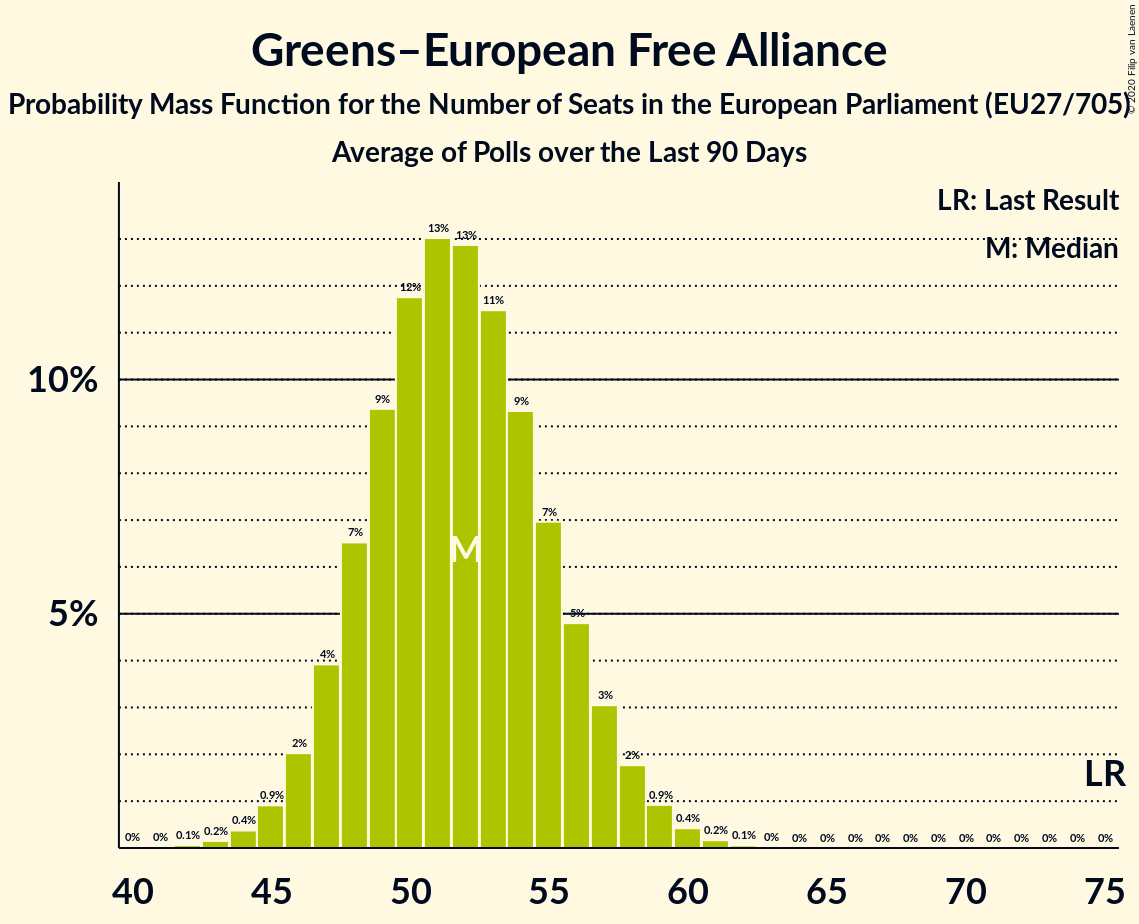 Greens–European Free Alliance
Probability Mass Function for the Number of Seats in the European Parliament (EU27/705)
Average of Polls over the Last 90 Days
© 2020 Filip van Laenen
LR: Last Result
M: Median
13% 13%
12% 11%
10%
9% 9%
7% 7%
M
5% 5%
4%
3%
2% 2%
LR
0% 0% 0.1% 0.2% 0.4% 0.9% 0.9% 0.4% 0.2% 0.1% 0% 0% 0% 0% 0% 0% 0% 0% 0% 0% 0% 0% 0%
40 45 50 55 60 65 70 75